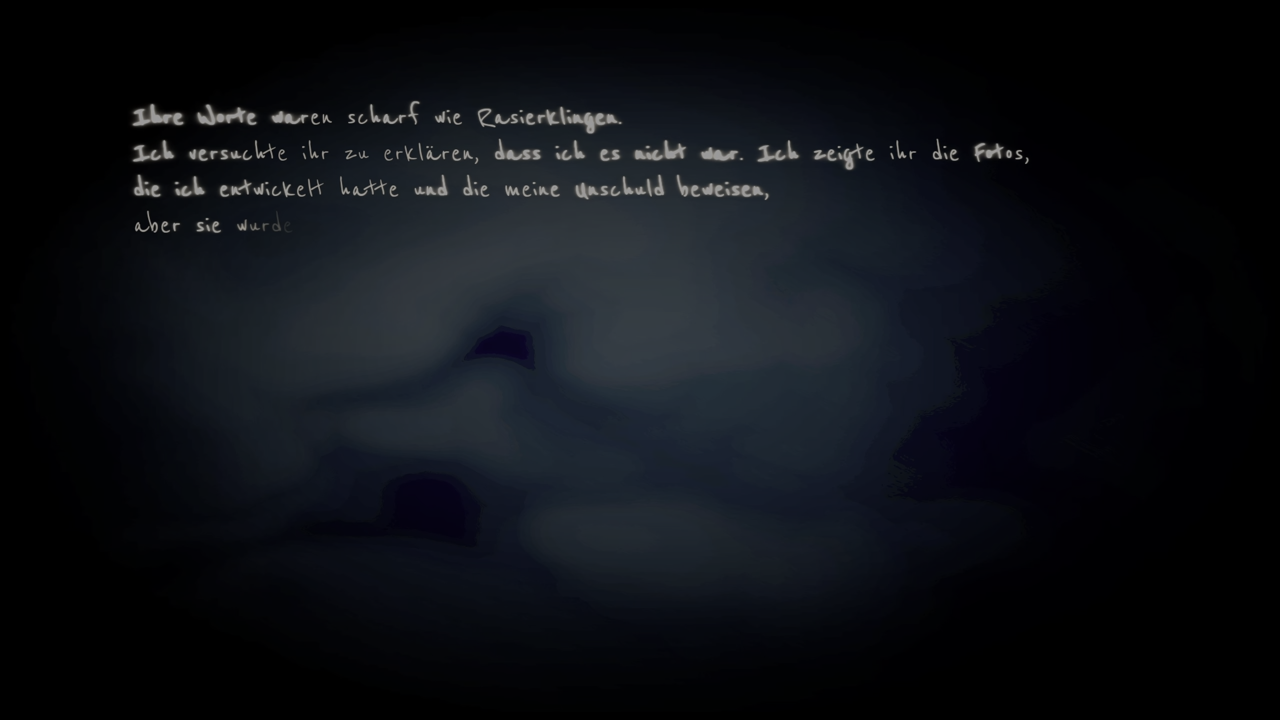 Ihre Worte waren scharf wie Rasierklingen.
Ich versuchte ihr zu erklären, dass ich es nicht war. Ich zeigte ihr die Fotos,
die ich entwickelt hatte und die meine Unschuld beweisen,
aber sie wurde